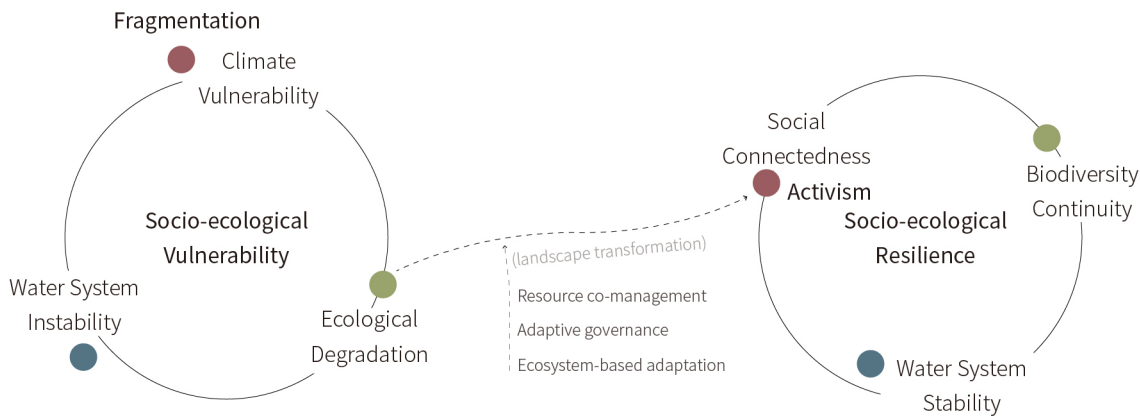 Fragmentation
Climate
Vulnerability
Socio-ecological
Vulnerability
Water System
Instability
Ecological
Degradation
(landscape transformation)
Resource co-management
Adaptive governance
Ecosystem-based adaptation
Social
Connectedness
Activism
Biodiversity
Continuity
Socio-ecological
Resilience
Water System
Stability